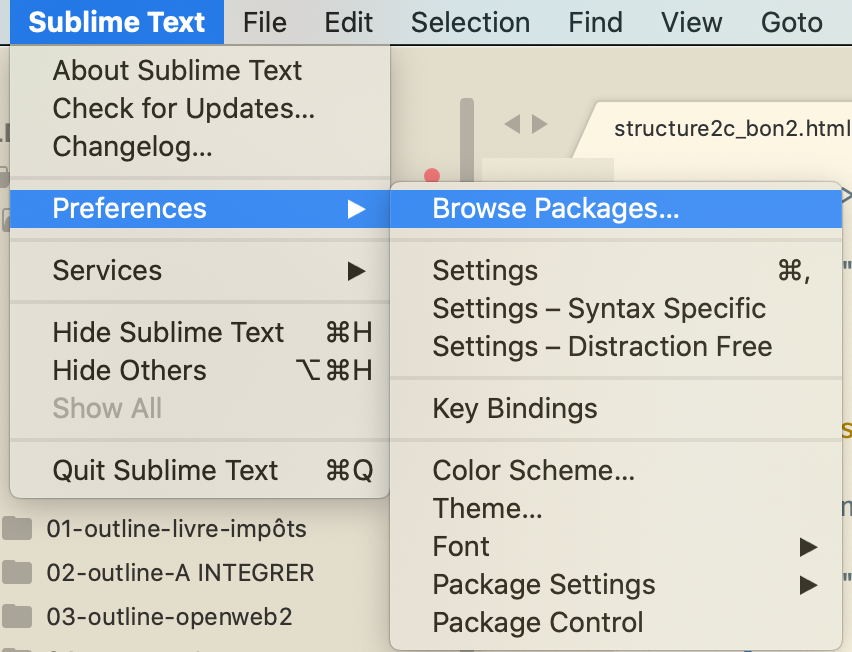 Sublime Text File Edit Selection Find View Goto
About Sublime Text
Check for Updates...
Changelog...
structure2c_bon2.html
Preferences
Browse Packages...
Services
Settings ⌘,
Settings – Syntax Specific
Settings – Distraction Free
Hide Sublime Text ⌘H
Hide Others ⌥⌘H
Show All
Key Bindings
Quit Sublime Text ⌘Q
Color Scheme...
Theme...
Font
Package Settings
Package Control
01-outline-livre-impôts
02-outline-A INTEGRER
03-outline-openweb2